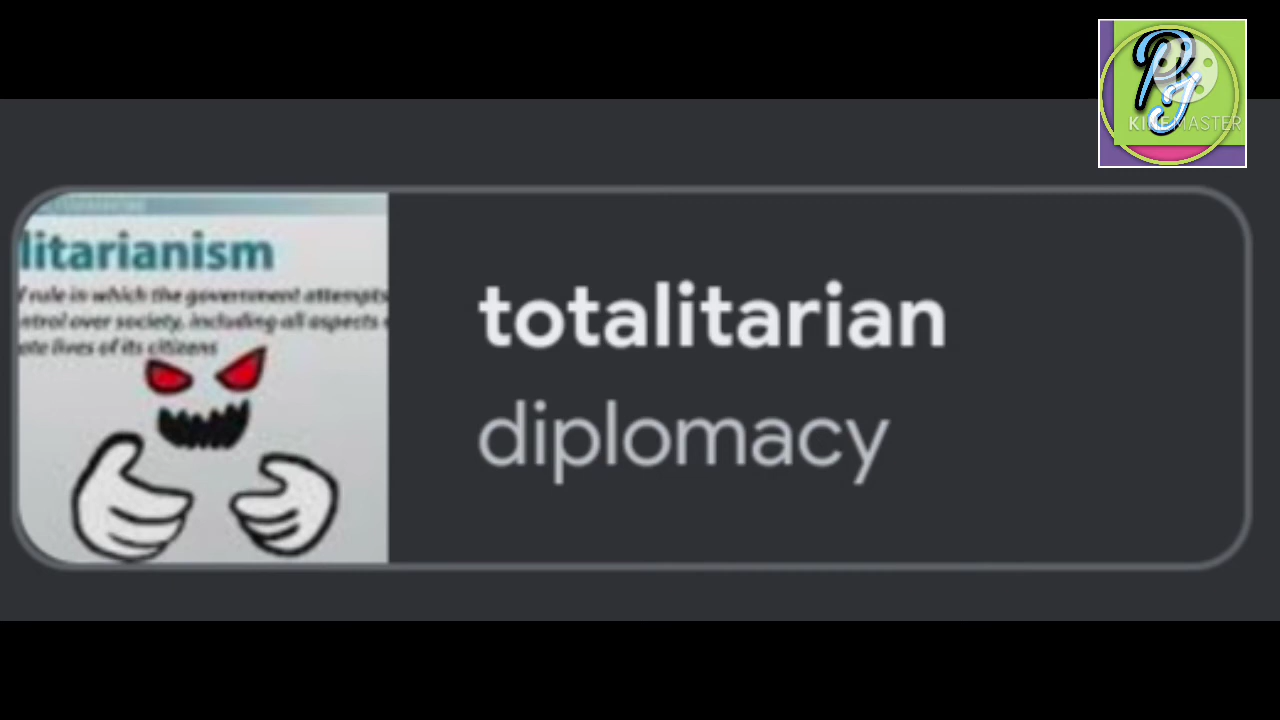 litarianism
f rule in which the government attempts
ntrol over society, including all aspects
ate lives of its citizens
totalitarian
diplomacy
PJ
KINEMASTER